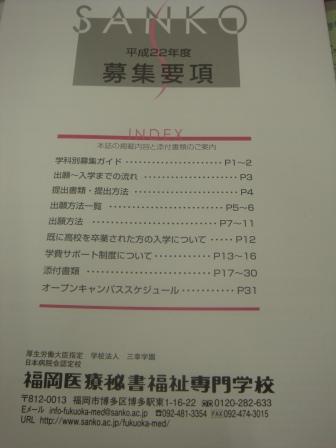 SANKO
平成22年度
募集要項
INDEX
本誌の掲載内容と添付書類のご案内
学科別募集ガイド ・・・・・・・・・・・・・・・・・・ P1~2
出願~入学までの流れ ・・・・・・・・・・・・・・・ P3
提出書類・提出方法 ・・・・・・・・・・・・・・・・・ P4
出願方法一覧 ・・・・・・・・・・・・・・・・・・・・ P5~6
出願方法 ・・・・・・・・・・・・・・・・・・・・・ P7~11
既に高校を卒業された方の入学について ・・・・・ P12
学費サポート制度について ・・・・・・・・・・ P13~16
添付書類 ・・・・・・・・・・・・・・・・・・・・ P17~30
オープンキャンパススケジュール ・・・・・・・・・ P31
厚生労働大臣指定 学校法人 三幸学園
日本病院会認定校
福岡医療秘書福祉専門学校
〒812-0013 福岡市博多区博多駅東1-16-22 0120-282-633
Eメール info-fukuoka-med@sanko.ac.jp ☎092-481-3354 FAX092-474-3015
URL http://www.sanko.ac.jp/fukuoka-med/